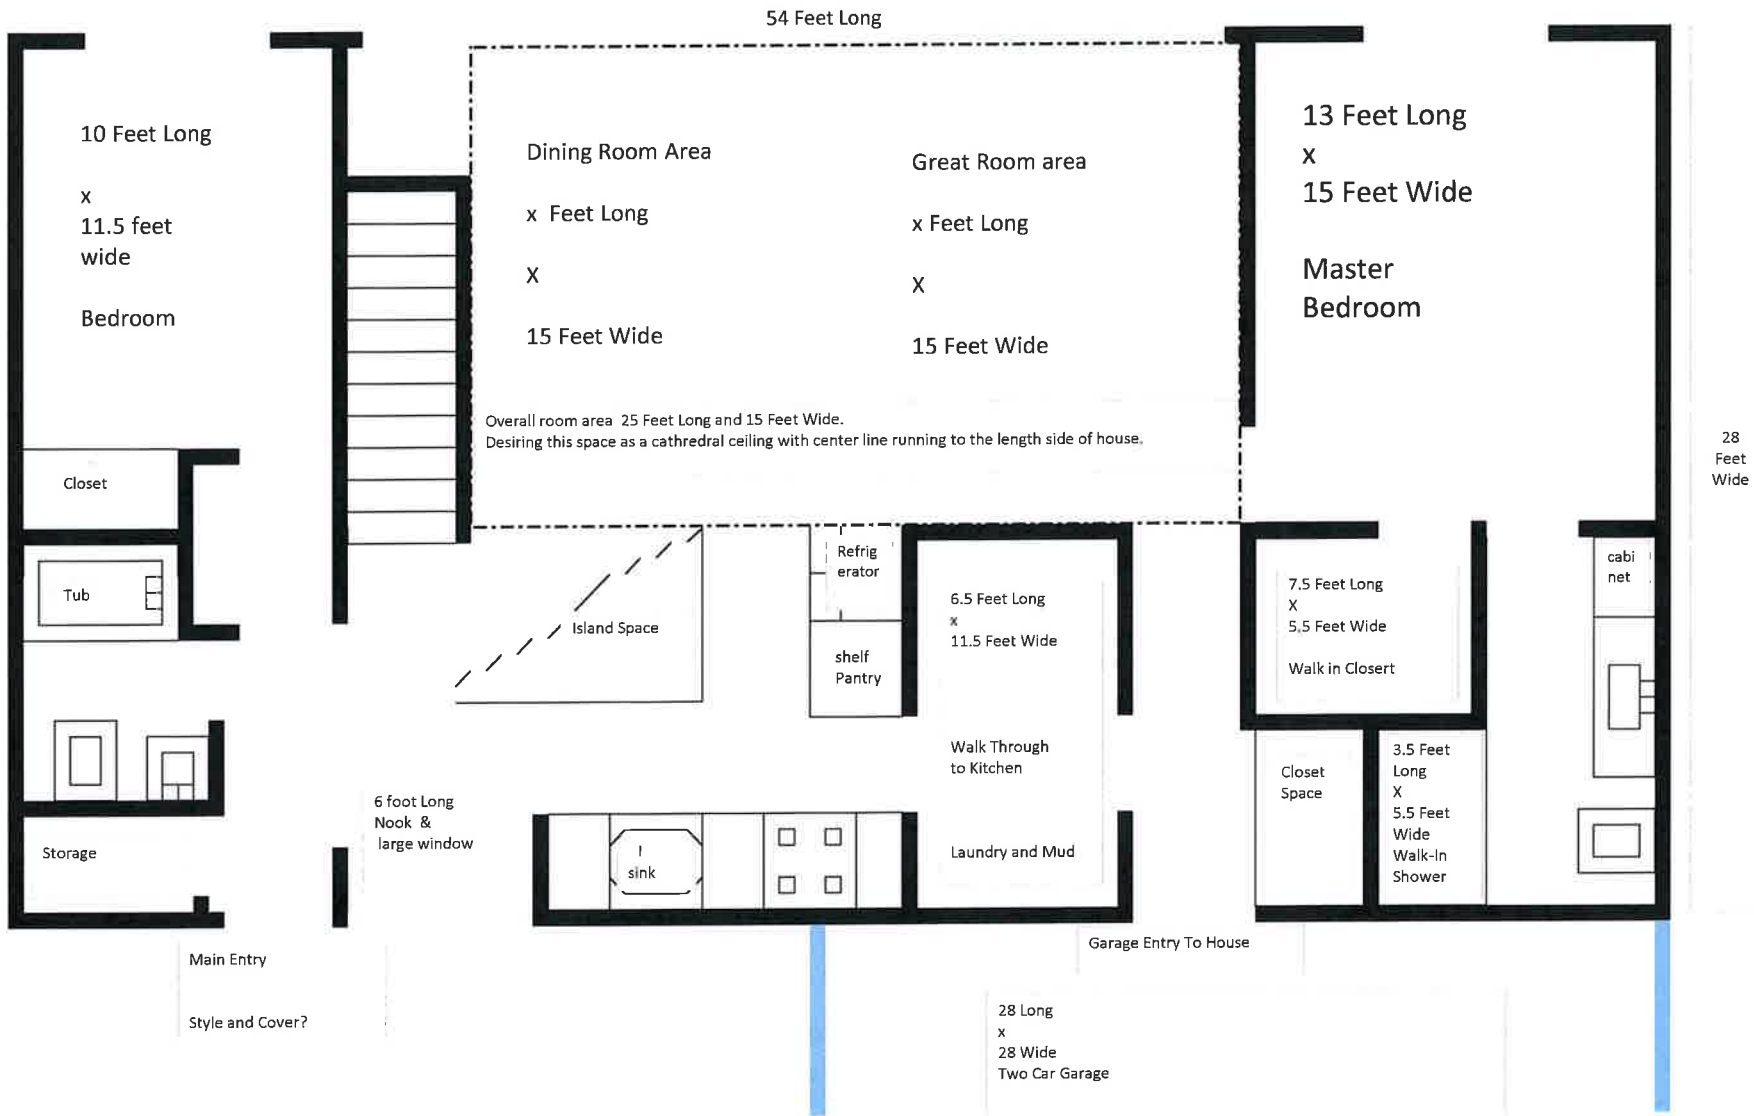 54 Feet Long
10 Feet Long
x
11.5 feet
wide
Bedroom
Dining Room Area
x Feet Long
X
15 Feet Wide
Great Room area
x Feet Long
X
15 Feet Wide
13 Feet Long
x
15 Feet Wide
Master
Bedroom
Overall room area 25 Feet Long and 15 Feet Wide.
Desiring this space as a cathredral ceiling with center line running to the length side of house.
28
Feet
Wide
Closet
Tub
Island Space
Refrig
erator
shelf
Pantry
6.5 Feet Long
x
11.5 Feet Wide
Walk Through
to Kitchen
Laundry and Mud
7.5 Feet Long
X
5.5 Feet Wide
Walk in Closert
cabi
net
Closet
Space
3.5 Feet
Long
X
5.5 Feet
Wide
Walk-In
Shower
6 foot Long
Nook &
large window
Storage
sink
Main Entry
Style and Cover?
Garage Entry To House
28 Long
x
28 Wide
Two Car Garage